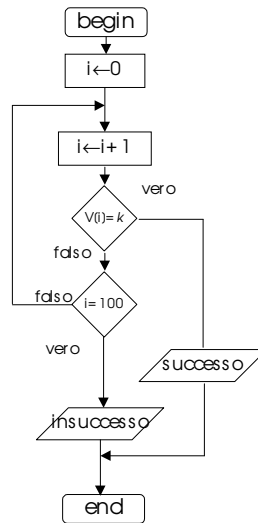 begin
i←0
i←i+1
vero
V(i)=k
falso
falso
i=100
vero
successo
insuccesso
end